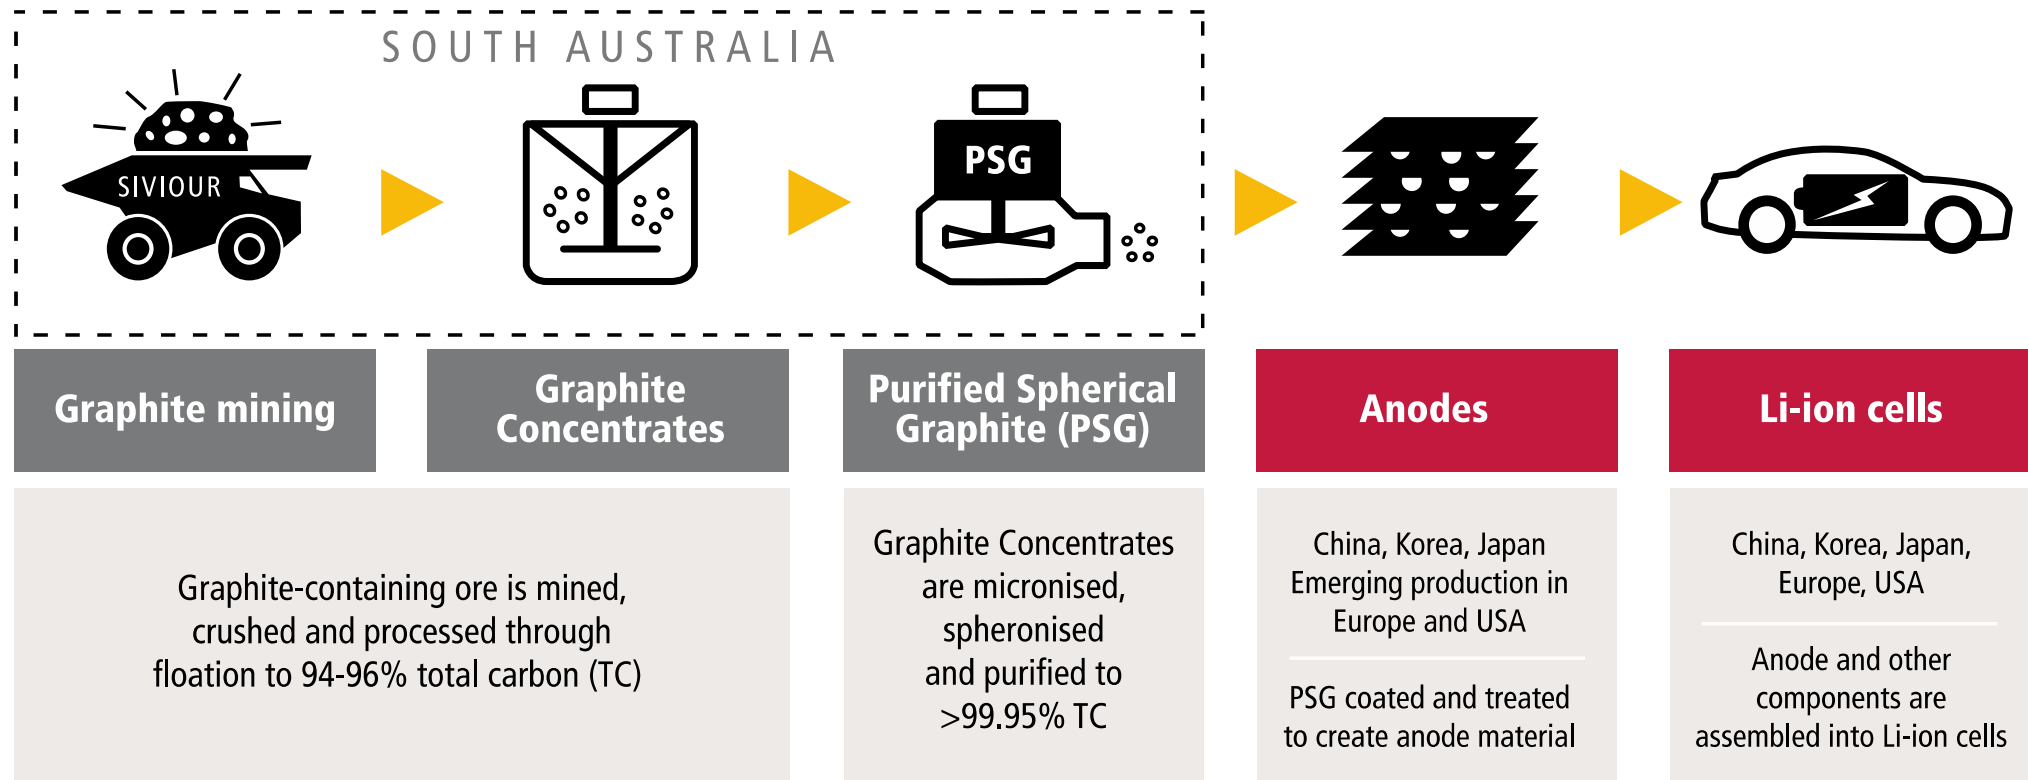 SOUTH AUSTRALIA
SIVIOUR
PSG
Graphite mining
Graphite
Concentrates
Purified Spherical
Graphite (PSG)
Anodes
Li-ion cells
Graphite-containing ore is mined,
crushed and processed through
floation to 94-96% total carbon (TC)
Graphite Concentrates
are micronised,
spheronised
and purified to
>99.95% TC
China, Korea, Japan
Emerging production in
Europe and USA
PSG coated and treated
to create anode material
China, Korea, Japan,
Europe, USA
Anode and other
components are
assembled into Li-ion cells